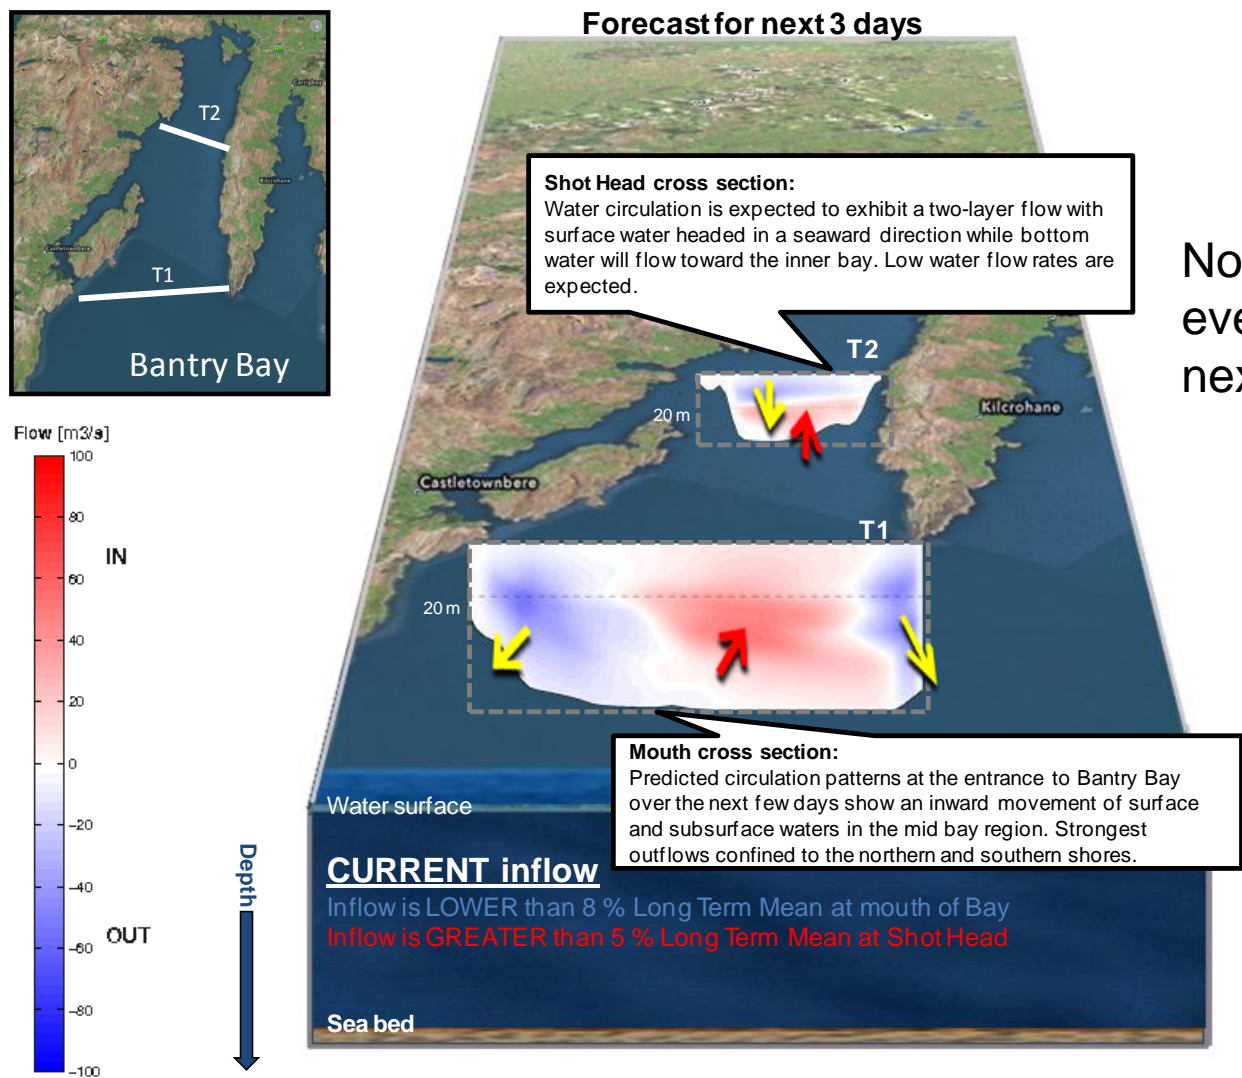 Forecast for next 3 days
T2
Carrigboy
Kilcrohane
Castletownbere
T1
Bantry Bay
Shot Head cross section:
Water circulation is expected to exhibit a two-layer flow with
surface water headed in a seaward direction while bottom
water will flow toward the inner bay. Low water flow rates are
expected.
No
eve
nex
T2
20 m
Kilcrohane
Castletownbere
T1
20 m
Flow [m3/s]
100
80
IN
60
40
20
0
-20
-40
OUT
-60
-80
-100
Depth
Mouth cross section:
Predicted circulation patterns at the entrance to Bantry Bay
over the next few days show an inward movement of surface
and subsurface waters in the mid bay region. Strongest
outflows confined to the northern and southern shores.
Water surface
CURRENT inflow
Inflow is LOWER than 8 % Long Term Mean at mouth of Bay
Inflow is GREATER than 5 % Long Term Mean at Shot Head
Sea bed